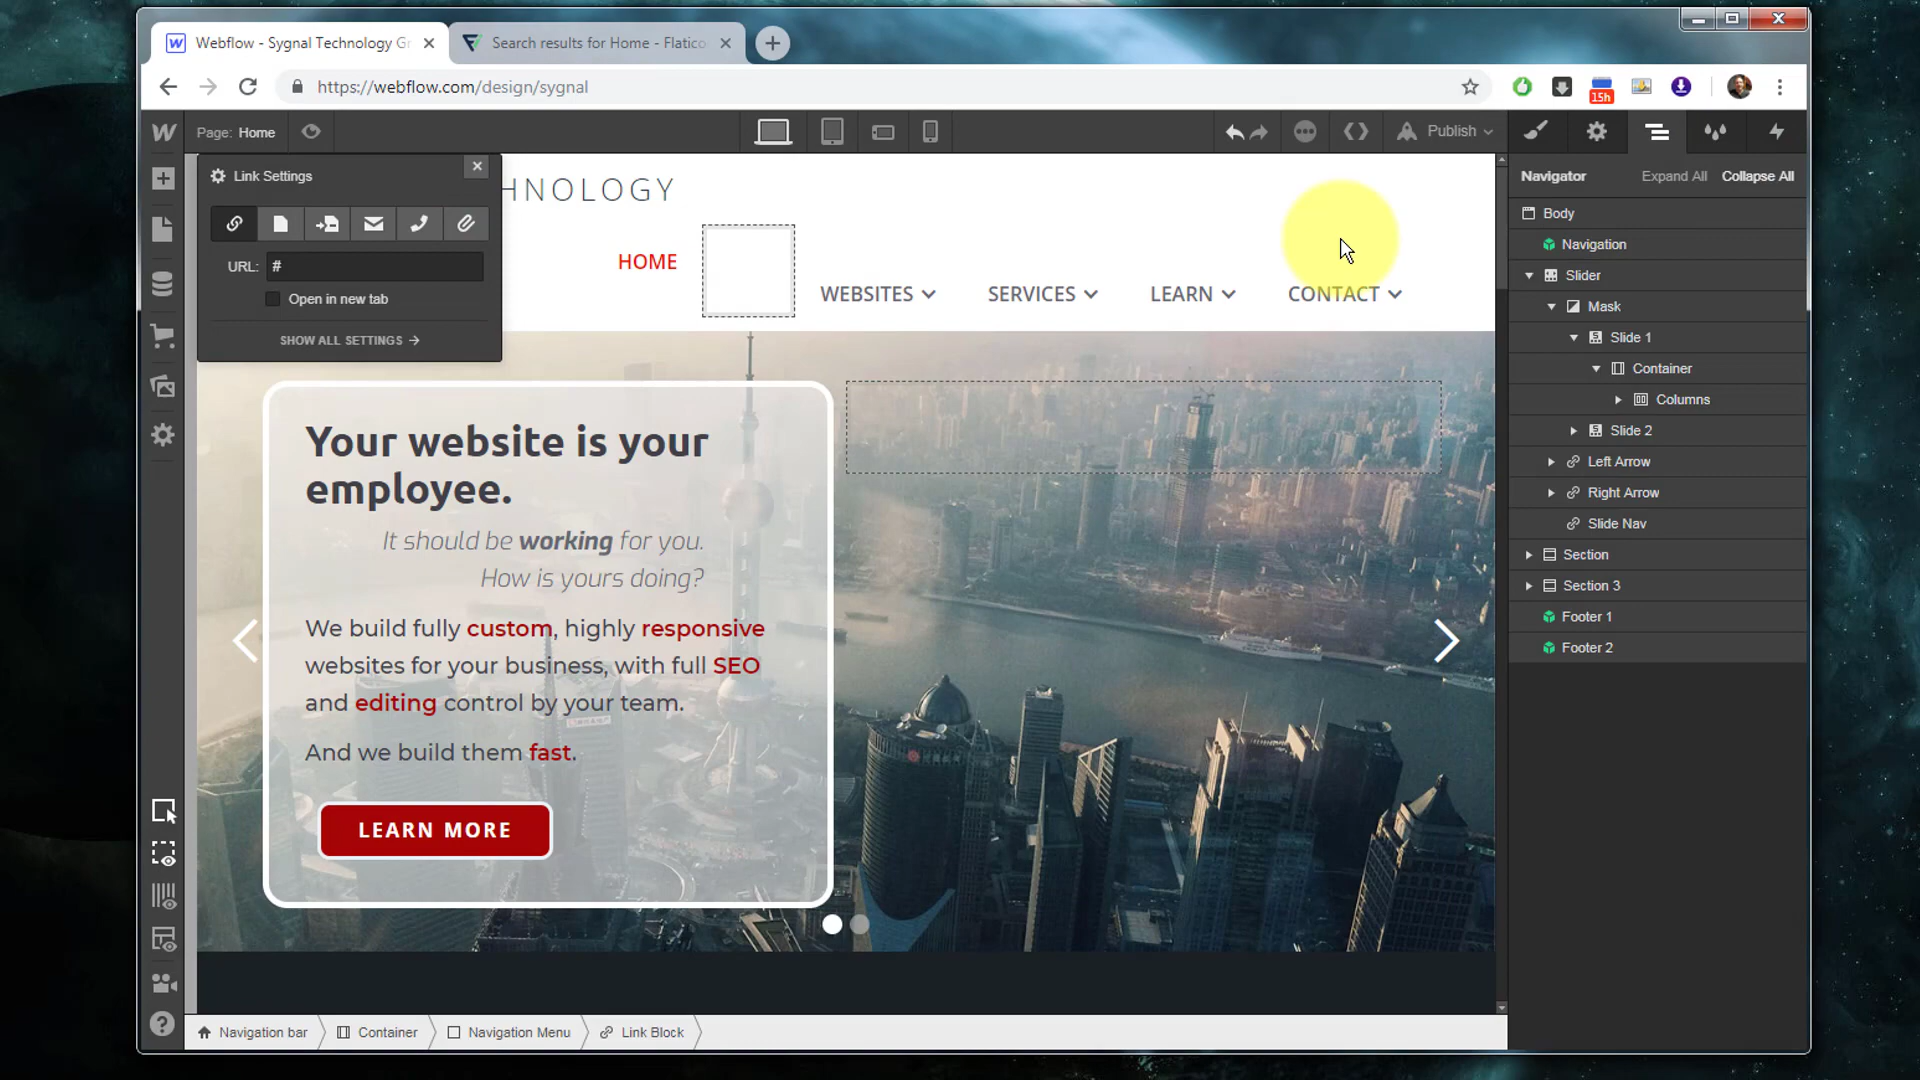 Webflow - Sygnal Technology Gr
Search results for Home - Flatico
https://webflow.com/design/sygnal
15h
Page: Home
Publish
Link Settings
URL: #
Open in new tab
SHOW ALL SETTINGS
HNOLOGY
HOME
WEBSITES
SERVICES
LEARN
CONTACT
Your website is your
employee.
It should be working for you.
How is yours doing?
We build fully custom, highly responsive
websites for your business, with full SEO
and editing control by your team.
And we build them fast.
LEARN MORE
Navigator
Expand All
Collapse All
Body
Navigation
Slider
Mask
Slide 1
Container
Columns
Slide 2
Left Arrow
Right Arrow
Slide Nav
Section
Section 3
Footer 1
Footer 2
Navigation bar
Container
Navigation Menu
Link Block